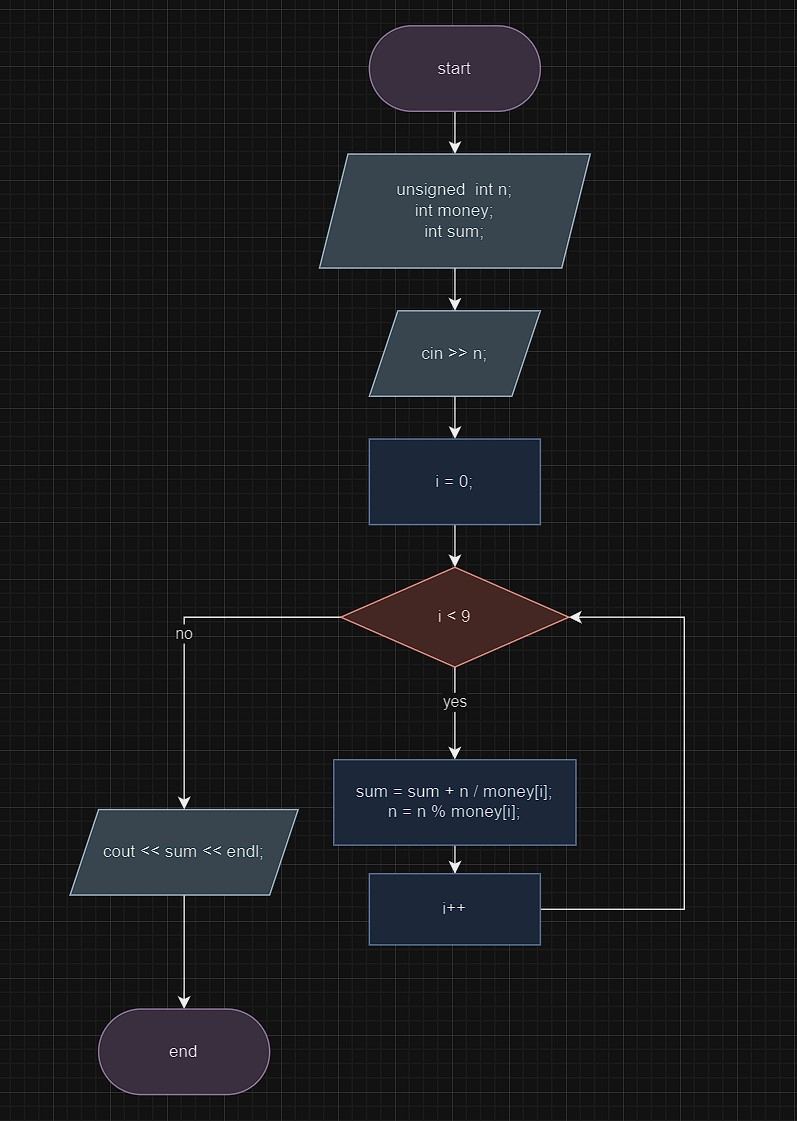 start
unsigned  int n;
int money;
int sum;
cin >> n;
i = 0;
i < 9
no
yes
sum = sum + n / money[i];
n = n % money[i];
cout << sum << endl;
i++
end